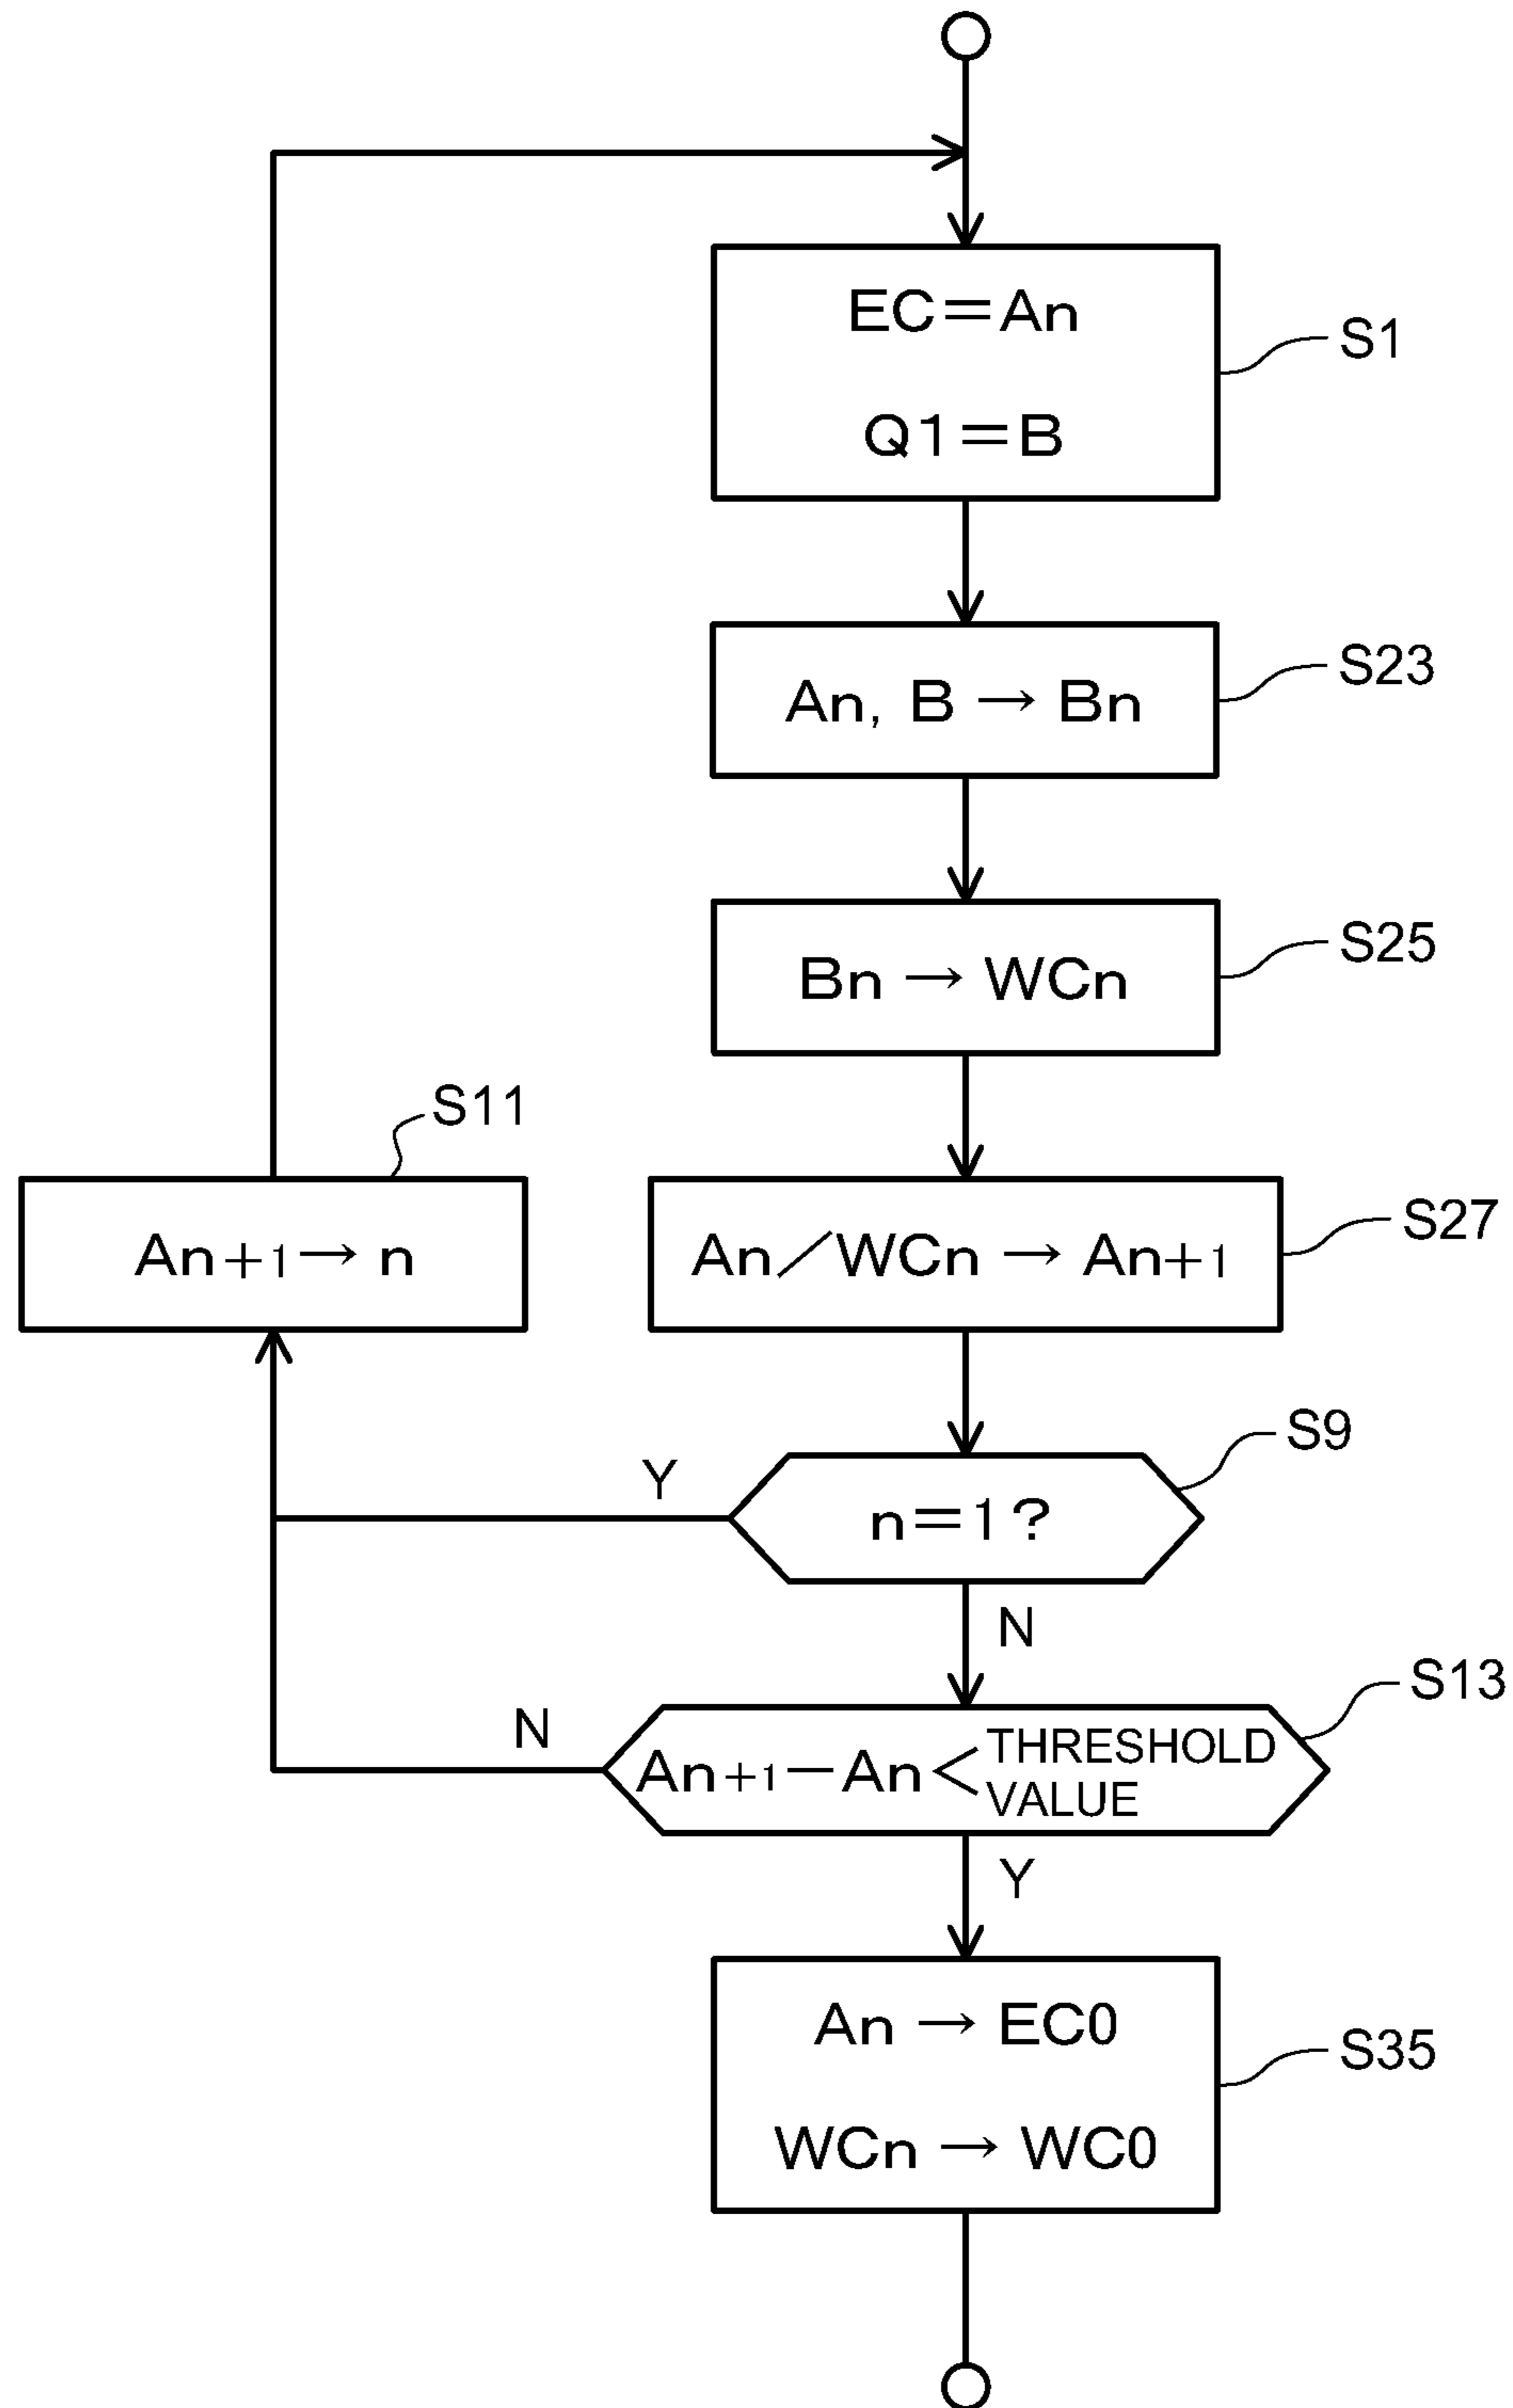 EC=An
Q1=B
S1
An, B → Bn
S23
Bn → WCn
S25
S11
An+1 → n
An/WCn → An+1
S27
n=1?
S9
Y
N
An+1-An< THRESHOLD
VALUE
S13
N
Y
An → EC0
WCn → WC0
S35